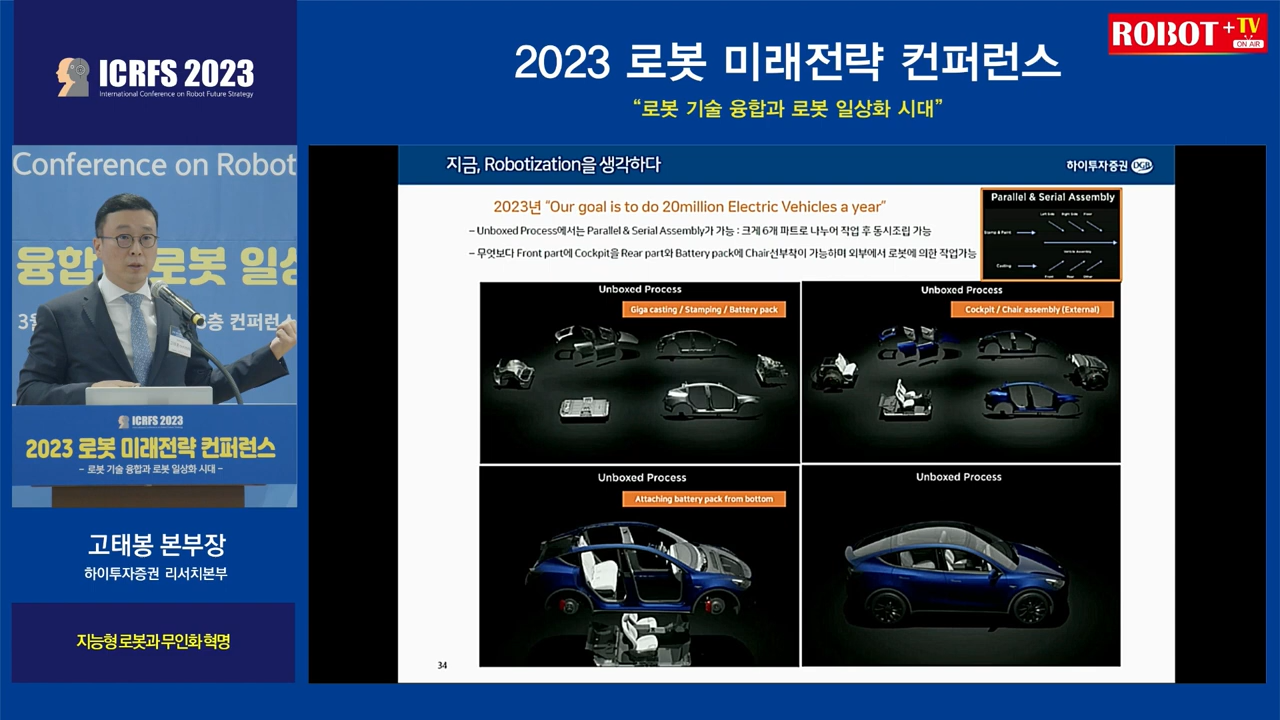 ICRFS 2023
International Conference on Robot Future Strategy
2023 로봇 미래전략 컨퍼런스
"로봇 기술 융합과 로봇 일상화 시대"
ROBOT+TV
ON AIR
Conference on Robot
융합 로봇 일상
3월
층 컨퍼런스
ICRFS 2023
2023 로봇 미래전략 컨퍼런스
- 로봇 기술 융합과 로봇 일상화 시대 -
고태봉 본부장
하이투자증권 리서치본부
지능형 로봇과 무인화 혁명
지금, Robotization을 생각하다
하이투자증권 DGB
2023년 "Our goal is to do 20million Electric Vehicles a year"
– Unboxed Process에서는 Parallel & Serial Assembly가 가능 : 크게 6개 파트로 나누어 작업 후 동시조립 가능
– 무엇보다 Front part에 Cockpit을 Rear part와 Battery pack에 Chair선부착이 가능하며 외부에서 로봇에 의한 작업가능
Parallel & Serial Assembly
Left Side Right Side Floor
Stamp & Paint
Vehicle Assembly
Casting
Front Rear Other
Unboxed Process
Giga casting / Stamping / Battery pack
Unboxed Process
Cockpit / Chair assembly (External)
Unboxed Process
Attaching battery pack from bottom
Unboxed Process
34